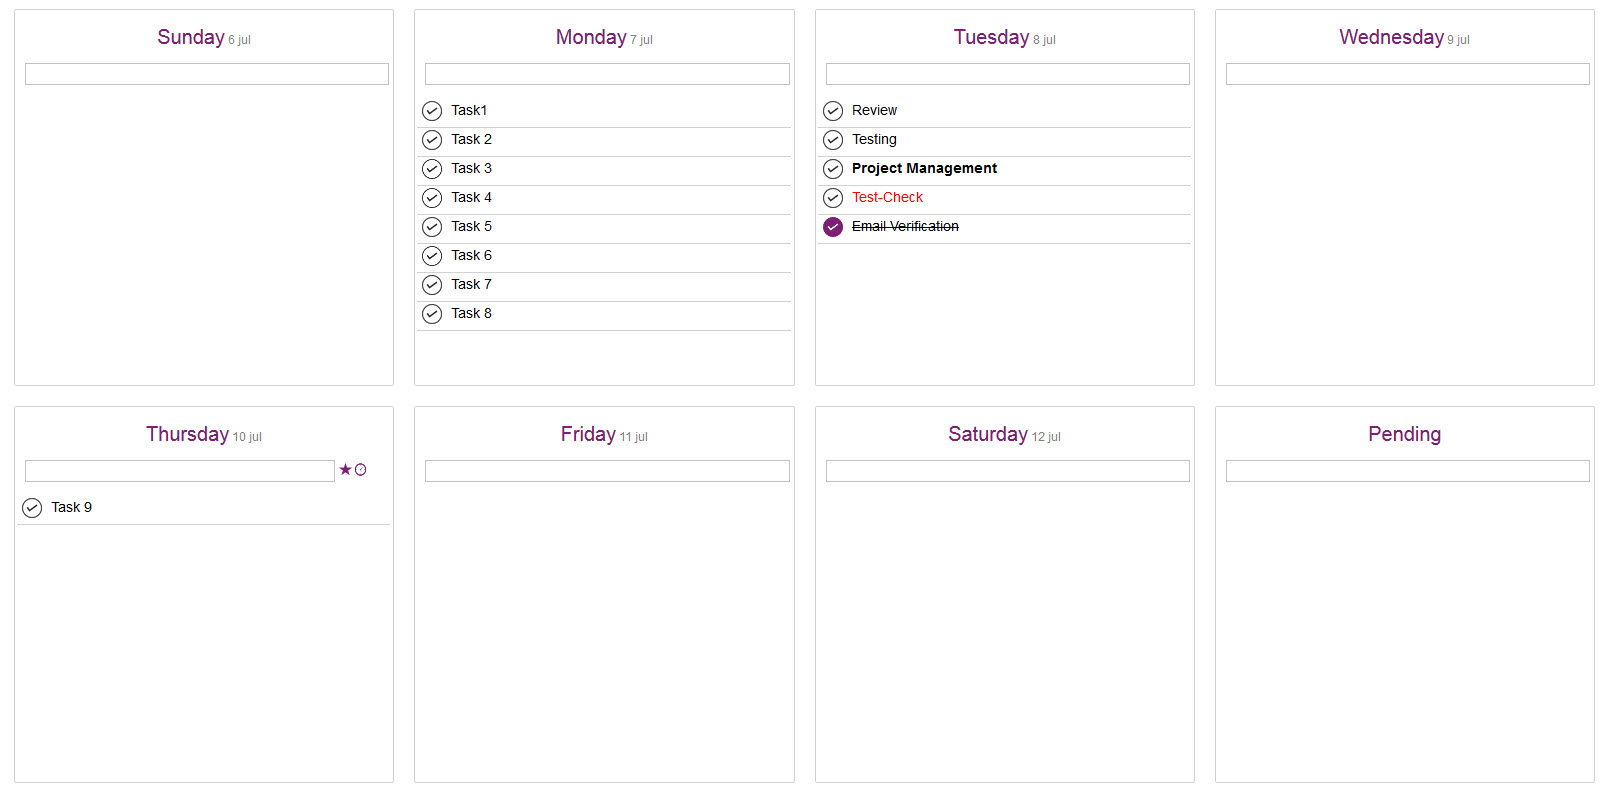 Sunday 6 jul
Monday 7 jul
Task1
Task 2
Task 3
Task 4
Task 5
Task 6
Task 7
Task 8
Tuesday 8 jul
Review
Testing
Project Management
Test-Check
Email Verification
Wednesday 9 jul
Thursday 10 jul
Task 9
Friday 11 jul
Saturday 12 jul
Pending